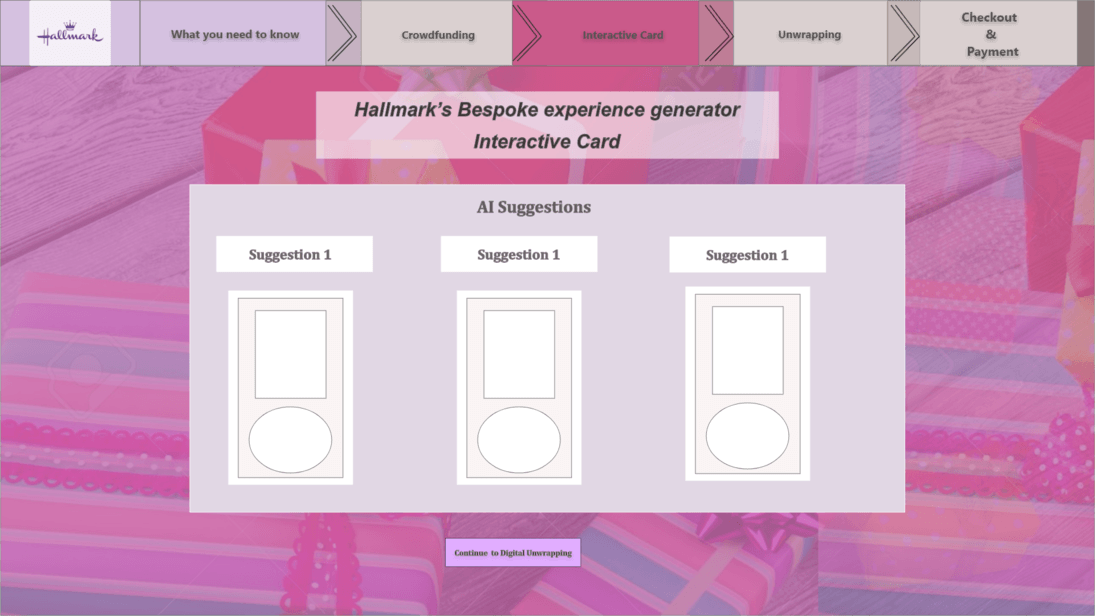 Hallmark
What you need to know
Crowdfunding
Interactive Card
Unwrapping
Checkout
&
Payment
Hallmark's Bespoke experience generator
Interactive Card
AI Suggestions
Suggestion 1
Suggestion 1
Suggestion 1
Continue to Digital Unwrapping